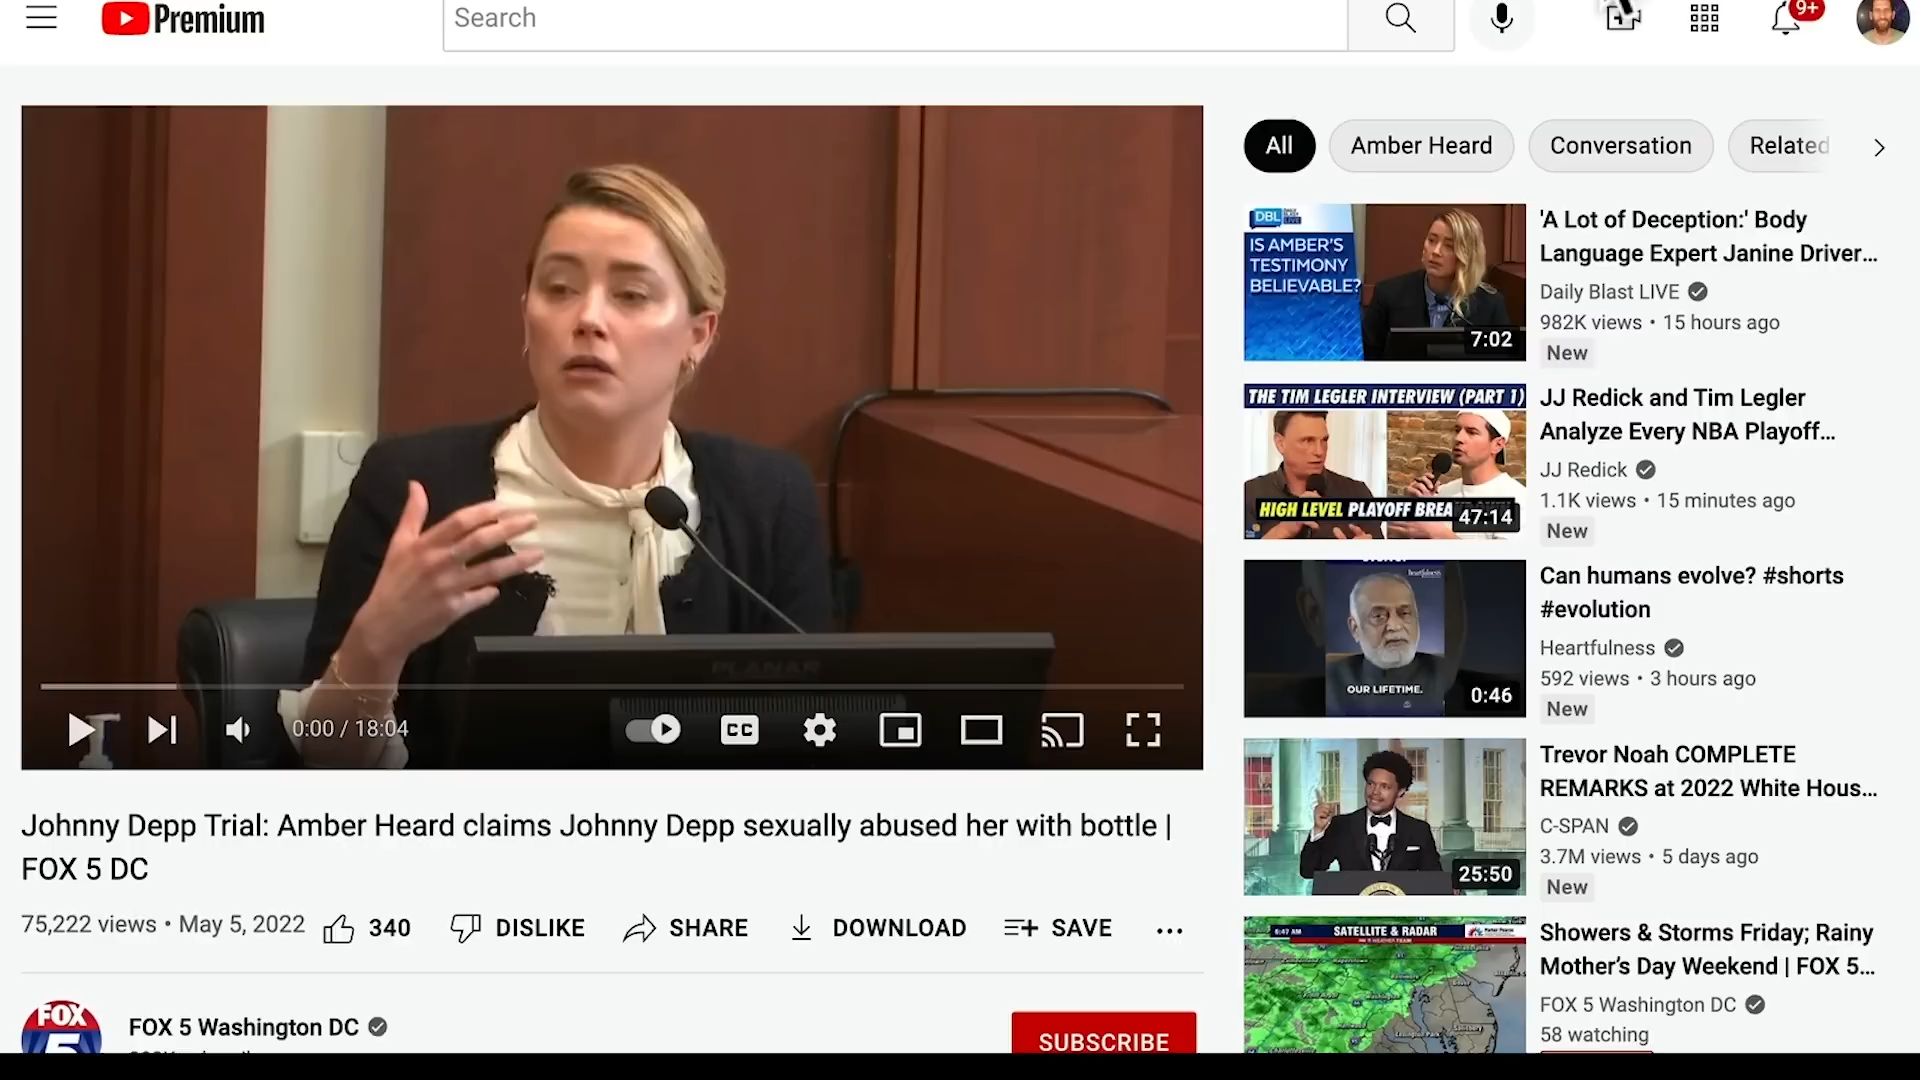 Premium
Search
9+
PLANAR
0:00 / 18:04
CC
Johnny Depp Trial: Amber Heard claims Johnny Depp sexually abused her with bottle |
FOX 5 DC
75,222 views • May 5, 2022
340
DISLIKE
SHARE
DOWNLOAD
SAVE
FOX
5
FOX 5 Washington DC
SUBSCRIBE
All
Amber Heard
Conversation
Related
DBL
LIVE
IS AMBER'S
TESTIMONY
BELIEVABLE?
7:02
'A Lot of Deception:' Body
Language Expert Janine Driver...
Daily Blast LIVE
982K views • 15 hours ago
New
THE TIM LEGLER INTERVIEW (PART 1)
HIGH LEVEL PLAYOFF BREA
47:14
JJ Redick and Tim Legler
Analyze Every NBA Playoff...
JJ Redick
1.1K views • 15 minutes ago
New
heartfulness
OUR LIFETIME.
0:46
Can humans evolve? #shorts
#evolution
Heartfulness
592 views • 3 hours ago
New
25:50
Trevor Noah COMPLETE
REMARKS at 2022 White Hous...
C-SPAN
3.7M views • 5 days ago
New
5:47 AM
SATELLITE & RADAR
Showers & Storms Friday; Rainy
Mother's Day Weekend | FOX 5...
FOX 5 Washington DC
58 watching